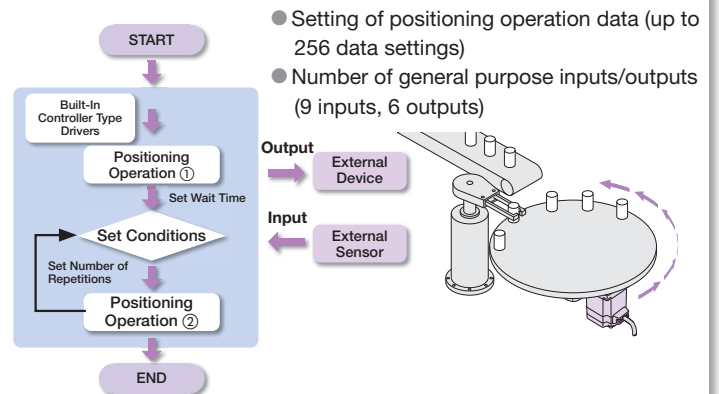 ● Setting of positioning operation data (up to
256 data settings)
● Number of general purpose inputs/outputs
(9 inputs, 6 outputs)
START
Built-In
Controller Type
Drivers
Positioning
Operation ①
Output
External
Device
Set Wait Time
Set Conditions
Input
External
Sensor
Set Number of
Repetitions
Positioning
Operation ②
END